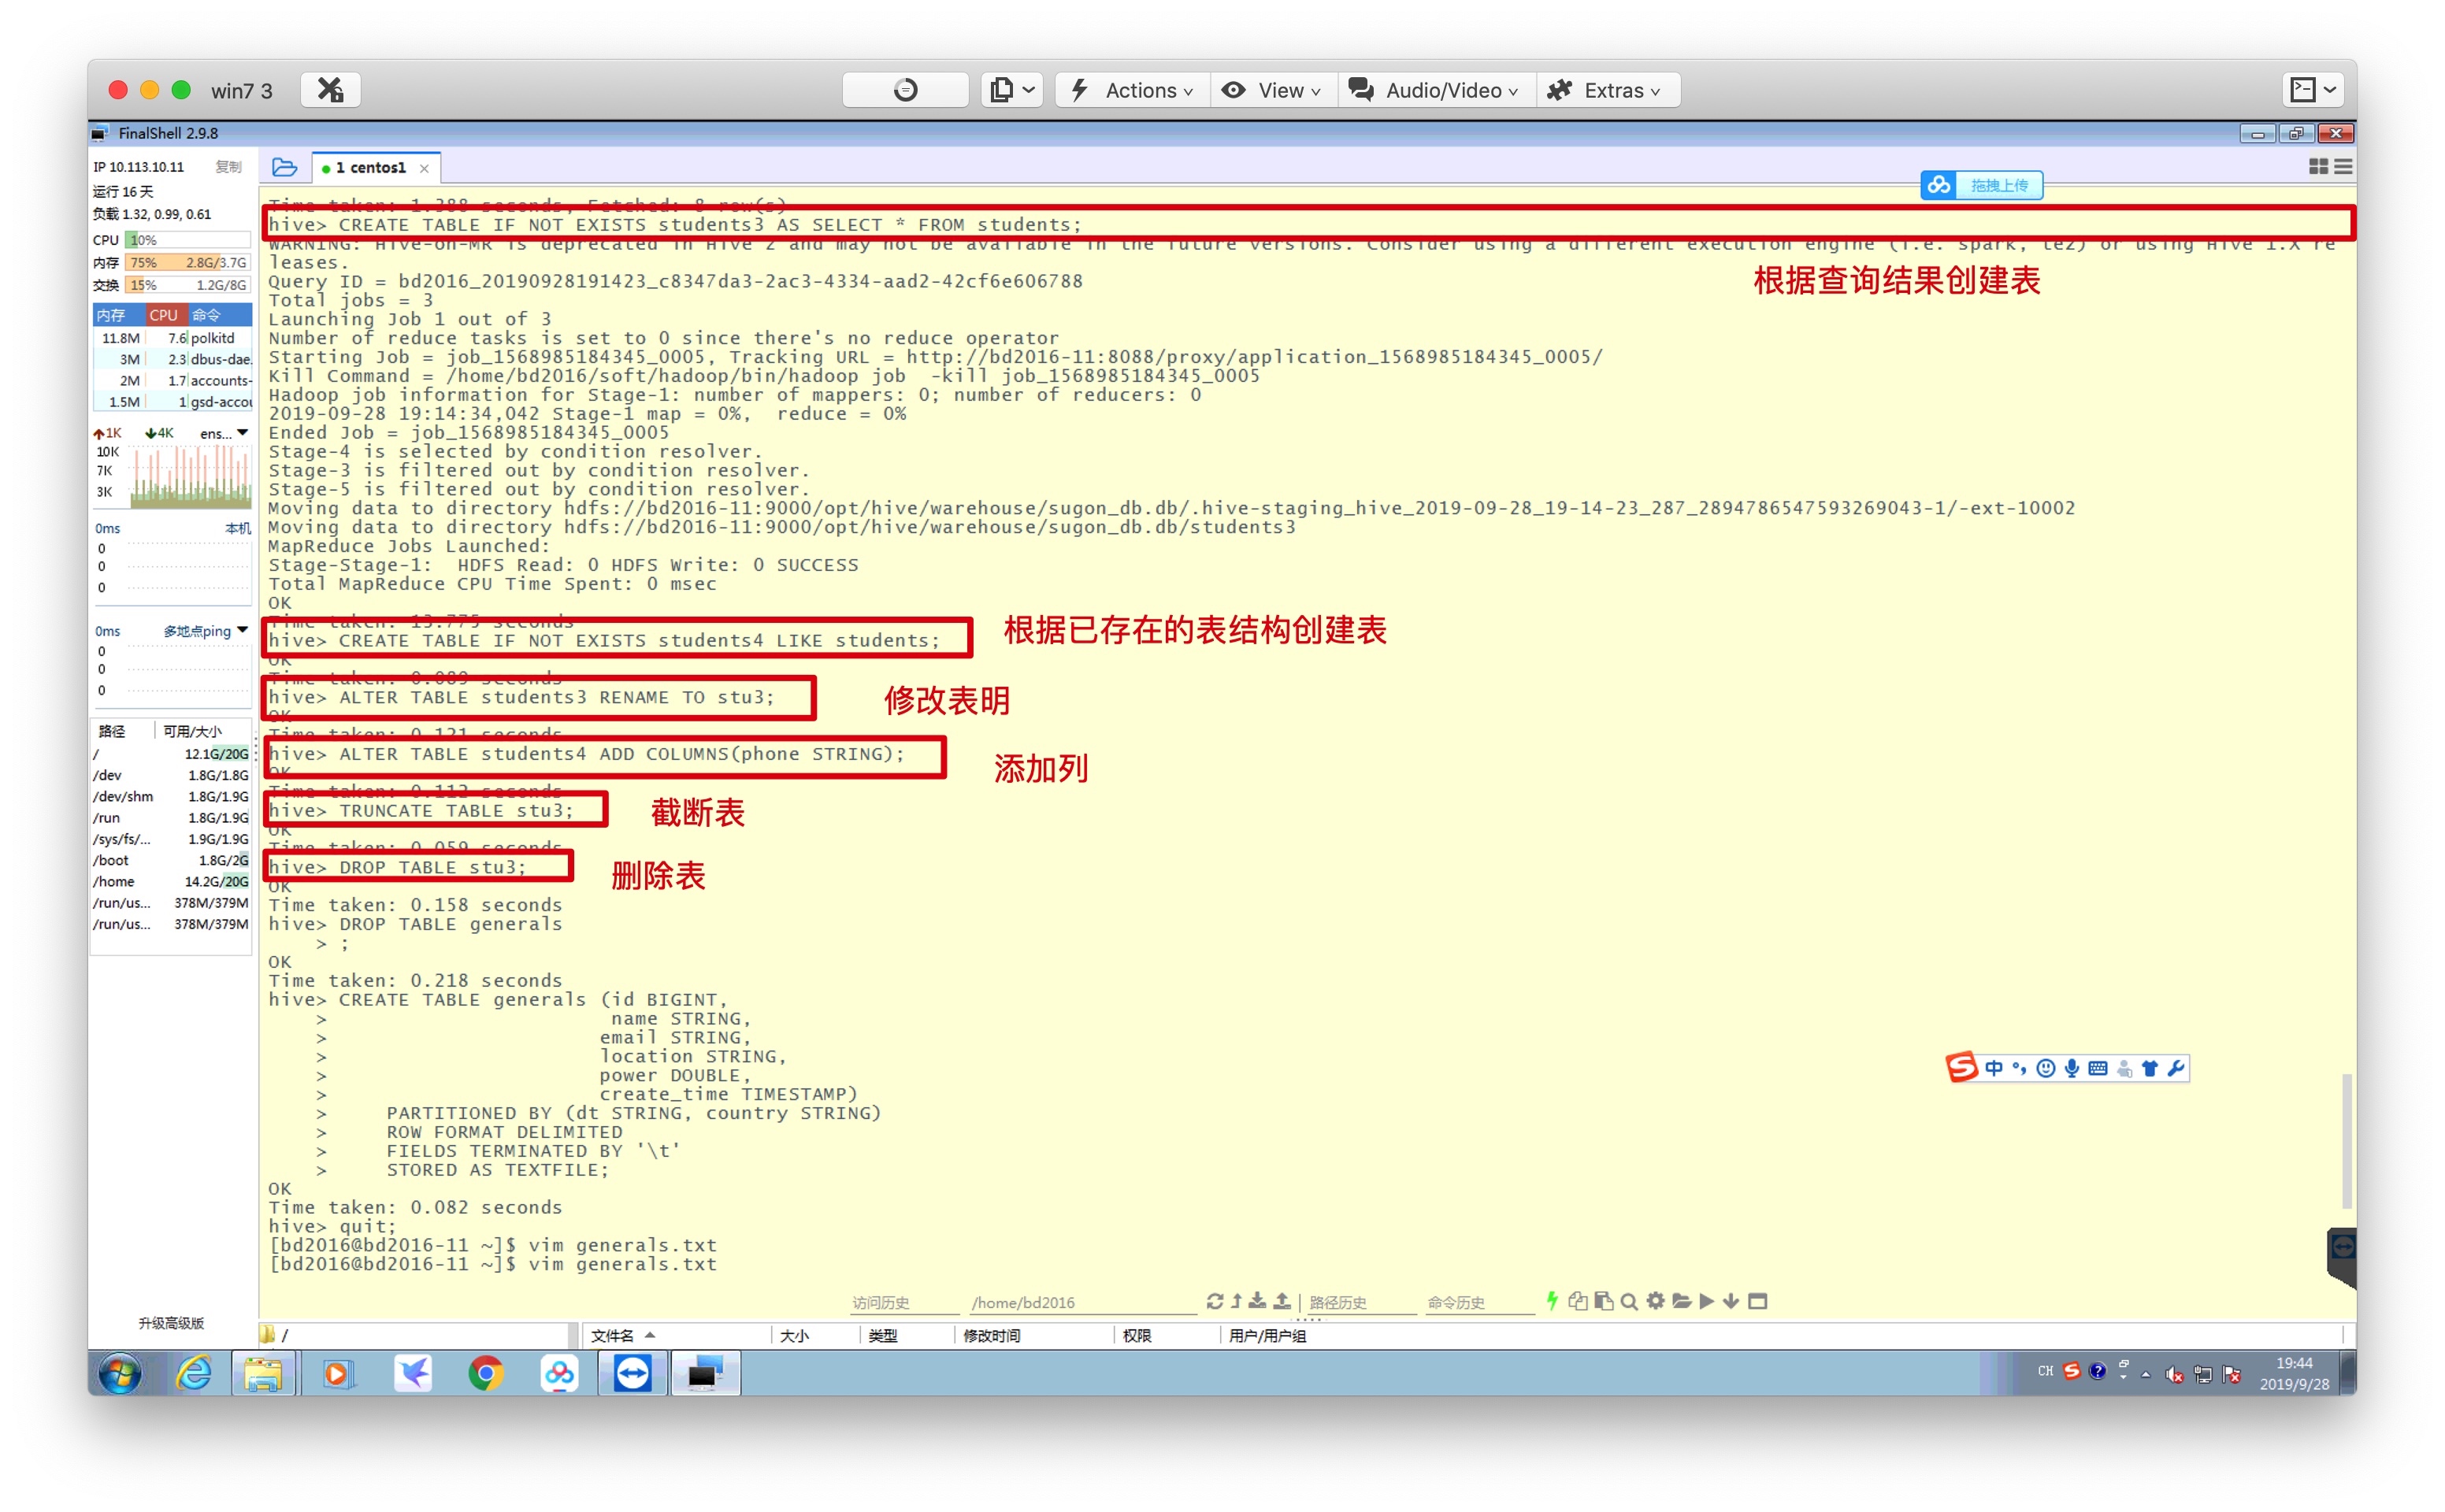 win7 3
Actions
View
Audio/Video
Extras
FinalShell 2.9.8
IP 10.113.10.11 复制
运行 16 天
负载 1.32, 0.99, 0.61
CPU 10%
内存 75% 2.8G/3.7G
交换 15% 1.2G/8G
内存 CPU 命令
11.8M 7.6 polkitd
3M 2.3 dbus-dae.
2M 1.7 accounts-
1.5M 1 gsd-accou
1K 4K ens...
10K
7K
3K
0ms 本机
0
0
0
0ms 多地点ping
0
0
0
路径 可用/大小
/ 12.1G/20G
/dev 1.8G/1.8G
/dev/shm 1.8G/1.9G
/run 1.8G/1.9G
/sys/fs/... 1.9G/1.9G
/boot 1.8G/2G
/home 14.2G/20G
/run/us... 378M/379M
/run/us... 378M/379M
升级高级版
1 centos1
拖拽上传
Time taken: 1.388 seconds, Fetched: 8 row(s)
hive> CREATE TABLE IF NOT EXISTS students3 AS SELECT * FROM students;
WARNING: Hive-on-MR is deprecated in Hive 2 and may not be available in the future versions. Consider using a different execution engine (i.e. spark, tez) or using Hive 1.X re
leases.
根据查询结果创建表
Query ID = bd2016_20190928191423_c8347da3-2ac3-4334-aad2-42cf6e606788
Total jobs = 3
Launching Job 1 out of 3
Number of reduce tasks is set to 0 since there's no reduce operator
Starting Job = job_1568985184345_0005, Tracking URL = http://bd2016-11:8088/proxy/application_1568985184345_0005/
Kill Command = /home/bd2016/soft/hadoop/bin/hadoop job  -kill job_1568985184345_0005
Hadoop job information for Stage-1: number of mappers: 0; number of reducers: 0
2019-09-28 19:14:34,042 Stage-1 map = 0%,  reduce = 0%
Ended Job = job_1568985184345_0005
Stage-4 is selected by condition resolver.
Stage-3 is filtered out by condition resolver.
Stage-5 is filtered out by condition resolver.
Moving data to directory hdfs://bd2016-11:9000/opt/hive/warehouse/sugon_db.db/.hive-staging_hive_2019-09-28_19-14-23_287_2894786547593269043-1/-ext-10002
Moving data to directory hdfs://bd2016-11:9000/opt/hive/warehouse/sugon_db.db/students3
MapReduce Jobs Launched:
Stage-Stage-1:  HDFS Read: 0 HDFS Write: 0 SUCCESS
Total MapReduce CPU Time Spent: 0 msec
OK
Time taken: 13.775 seconds
hive> CREATE TABLE IF NOT EXISTS students4 LIKE students;
根据已存在的表结构创建表
OK
Time taken: 0.089 seconds
hive> ALTER TABLE students3 RENAME TO stu3;
修改表明
OK
Time taken: 0.121 seconds
hive> ALTER TABLE students4 ADD COLUMNS(phone STRING);
添加列
OK
Time taken: 0.112 seconds
hive> TRUNCATE TABLE stu3;
截断表
OK
Time taken: 0.059 seconds
hive> DROP TABLE stu3;
删除表
OK
Time taken: 0.158 seconds
hive> DROP TABLE generals
> ;
OK
Time taken: 0.218 seconds
hive> CREATE TABLE generals (id BIGINT,
> name STRING,
> email STRING,
> location STRING,
> power DOUBLE,
> create_time TIMESTAMP)
> PARTITIONED BY (dt STRING, country STRING)
> ROW FORMAT DELIMITED
> FIELDS TERMINATED BY '\t'
> STORED AS TEXTFILE;
OK
Time taken: 0.082 seconds
hive> quit;
[bd2016@bd2016-11 ~]$ vim generals.txt
[bd2016@bd2016-11 ~]$ vim generals.txt
中
访问历史 /home/bd2016 路径历史 命令历史
/ 文件名 大小 类型 修改时间 权限 用户/用户组
CH
19:44
2019/9/28